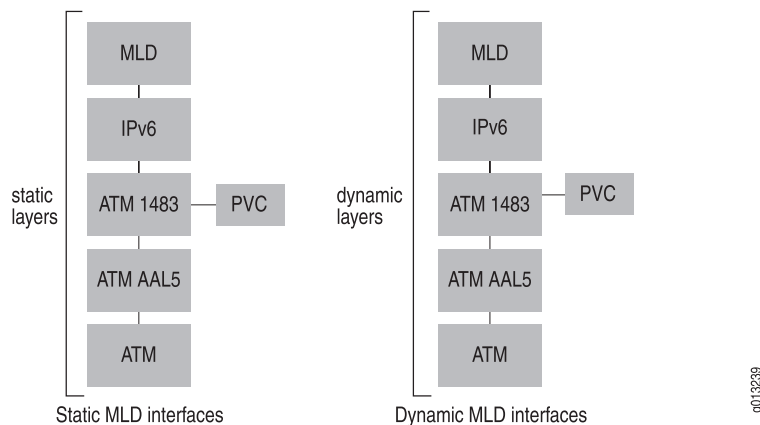 MLD
IPv6
static
layers
ATM 1483
PVC
ATM AAL5
ATM
Static MLD interfaces
MLD
IPv6
dynamic
layers
ATM 1483
PVC
ATM AAL5
ATM
Dynamic MLD interfaces
g013239